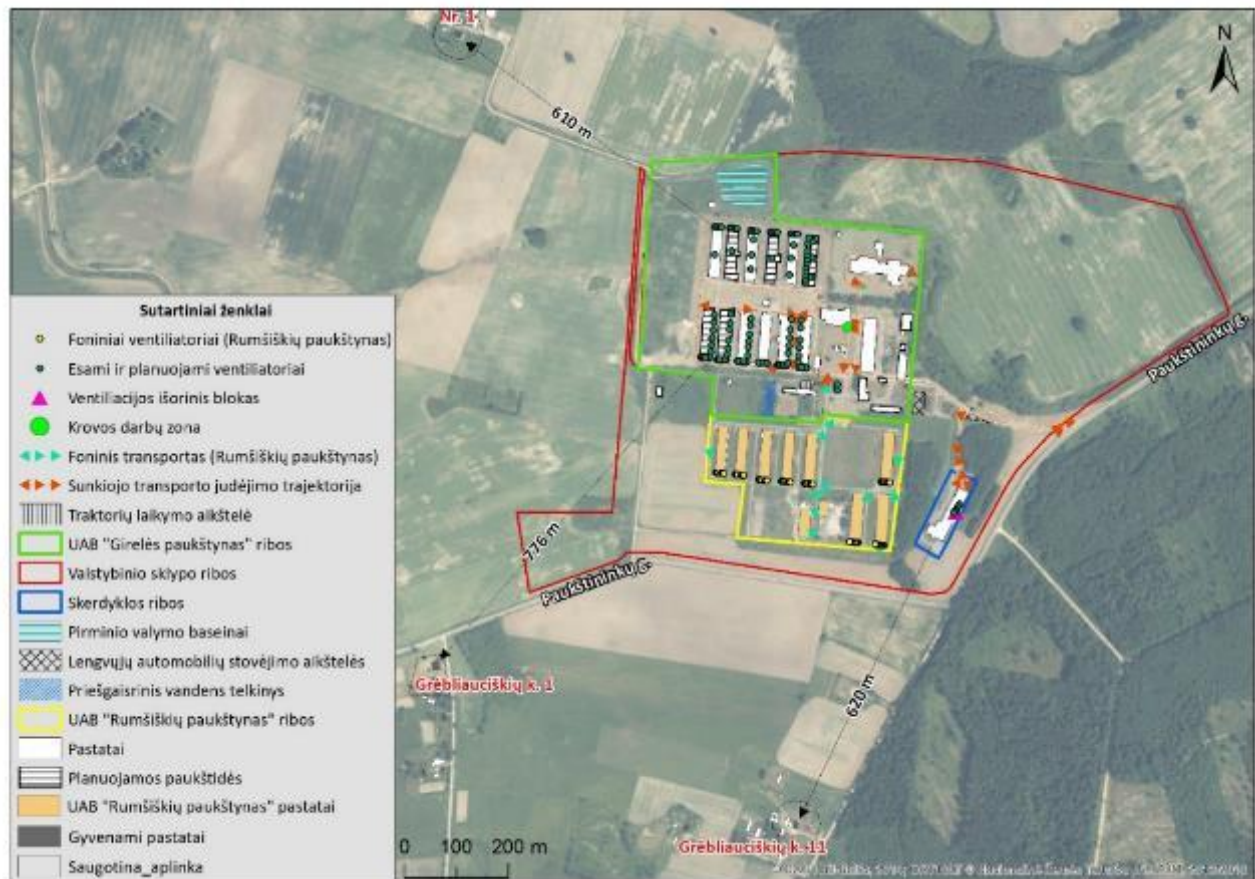 Nr. 1
N
610 m
Paukštininkų g.
776 m
Paukštininkų g.
Grėbliauciškių k. 1
620 m
Grėbliauciškių k. 11
0 100 200 m
Sutartiniai ženklai
Foniniai ventiliatoriai (Rumšiškių paukštynas)
Esami ir planuojami ventiliatoriai
Ventiliacijos išorinis blokas
Krovos darbų zona
Foninis transportas (Rumšiškių paukštynas)
Sunkiojo transporto judėjimo trajektorija
Traktorių laikymo aikštelė
UAB "Girelės paukštynas" ribos
Valstybinio sklypo ribos
Skerdyklos ribos
Pirminio valymo baseinai
Lengvųjų automobilių stovėjimo aikštelės
Priešgaisrinis vandens telkinys
UAB "Rumšiškių paukštynas" ribos
Pastatai
Planuojamos paukštidės
UAB "Rumšiškių paukštynas" pastatai
Gyvenami pastatai
Saugotina_aplinka